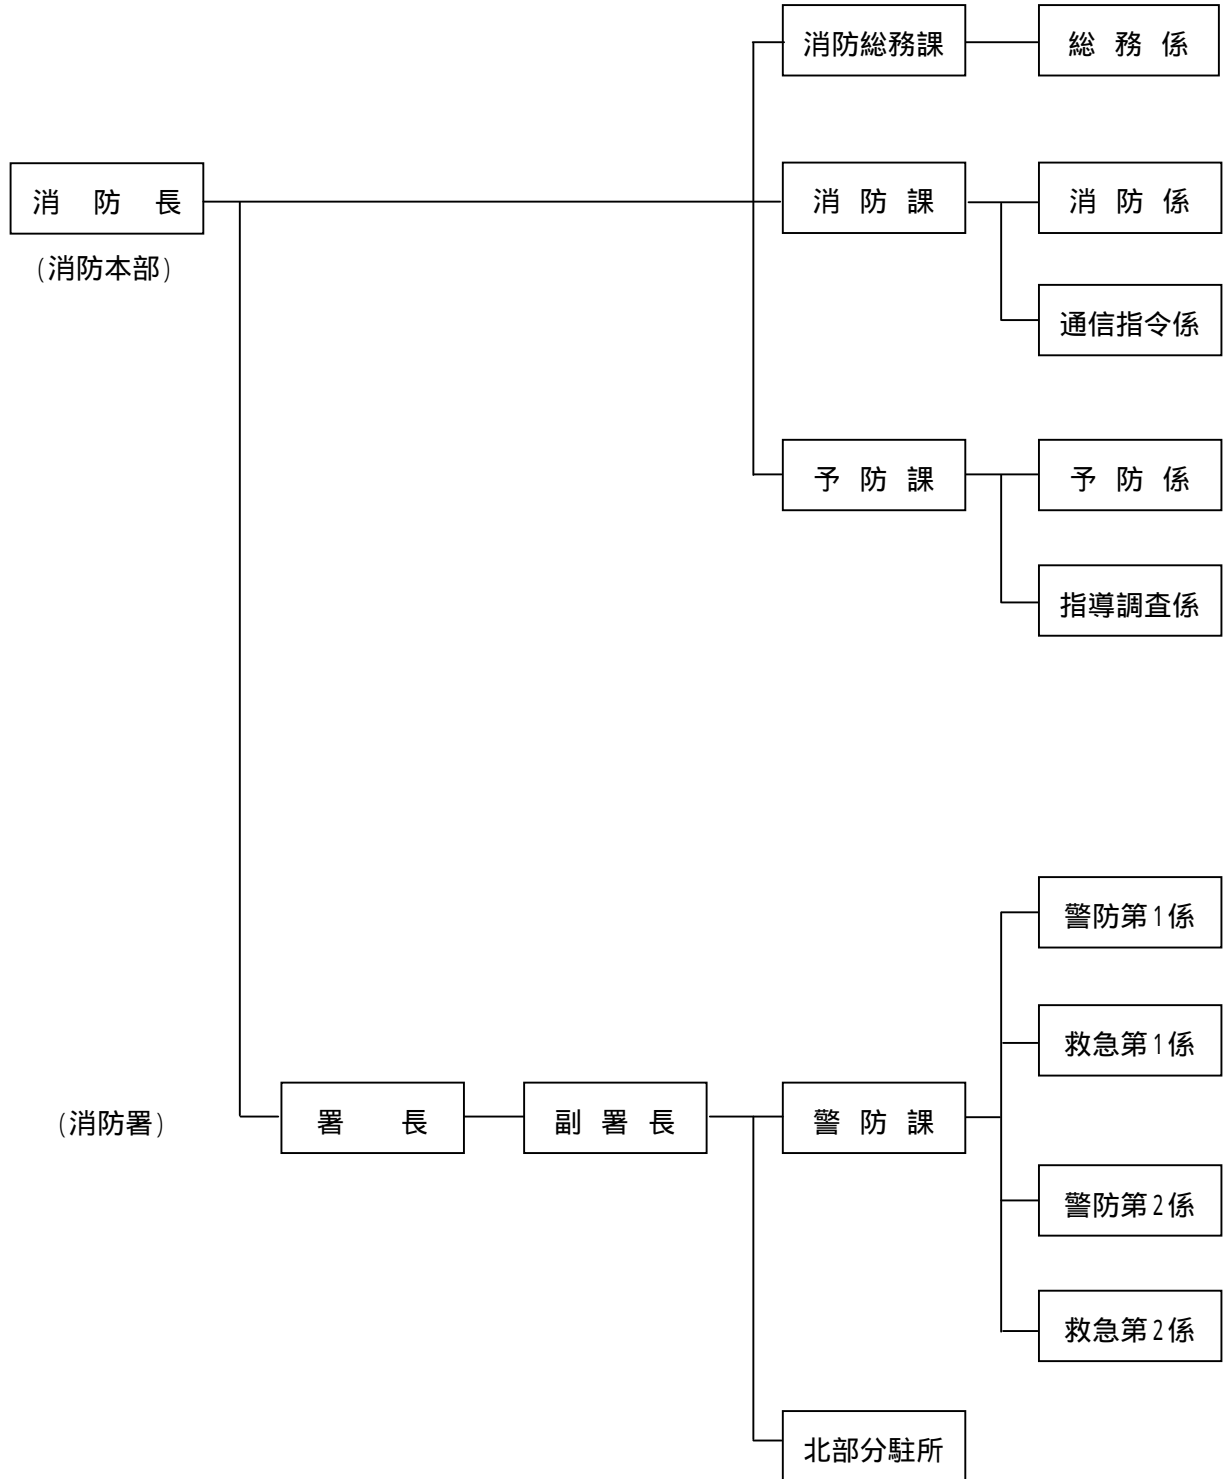 消防総務課 総務係
消防長 消防課 消防係
(消防本部)
通信指令係
予防課 予防係
指導調査係
警防第1係
救急第1係
(消防署) 署長 副署長 警防課
警防第2係
救急第2係
北部分駐所